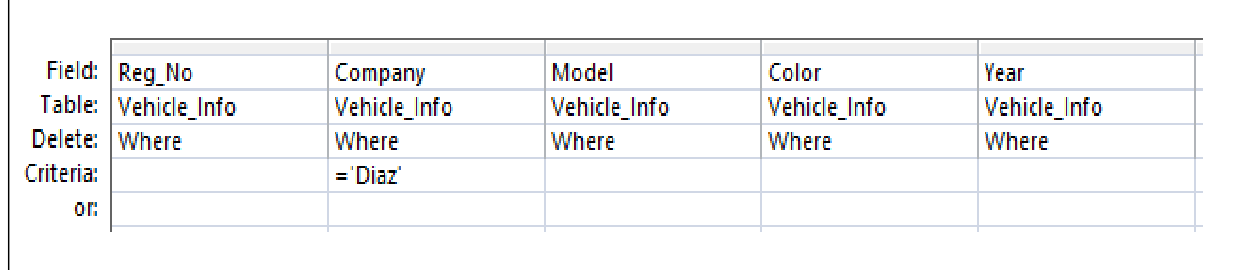 Field: Reg_No Company Model Color Year
Table: Vehicle_Info Vehicle_Info Vehicle_Info Vehicle_Info Vehicle_Info
Delete: Where Where Where Where Where
Criteria: ='Diaz'
or: